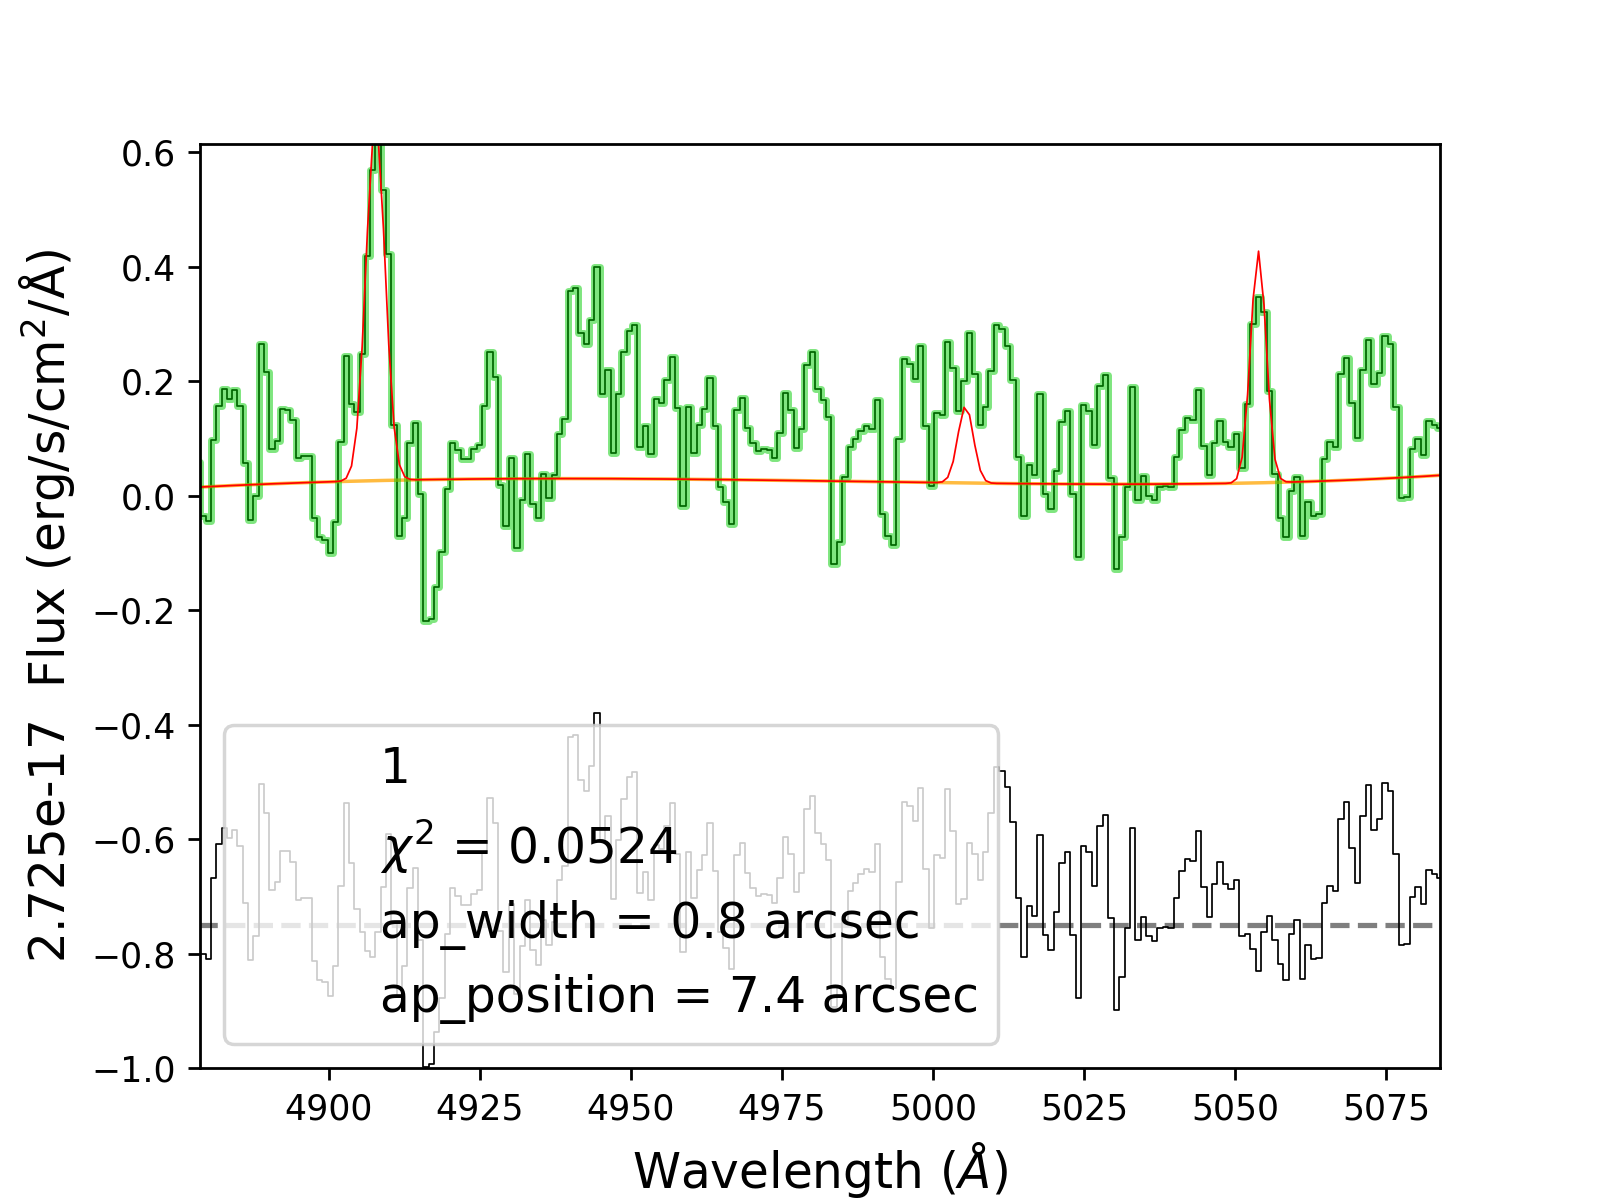 2.725e-17 Flux (erg/s/cm²/Å)
0.6
0.4
0.2
0.0
−0.2
−0.4
−0.6
−0.8
−1.0
1
χ² = 0.0524
ap_width = 0.8 arcsec
ap_position = 7.4 arcsec
4900 4925 4950 4975 5000 5025 5050 5075
Wavelength (Å)